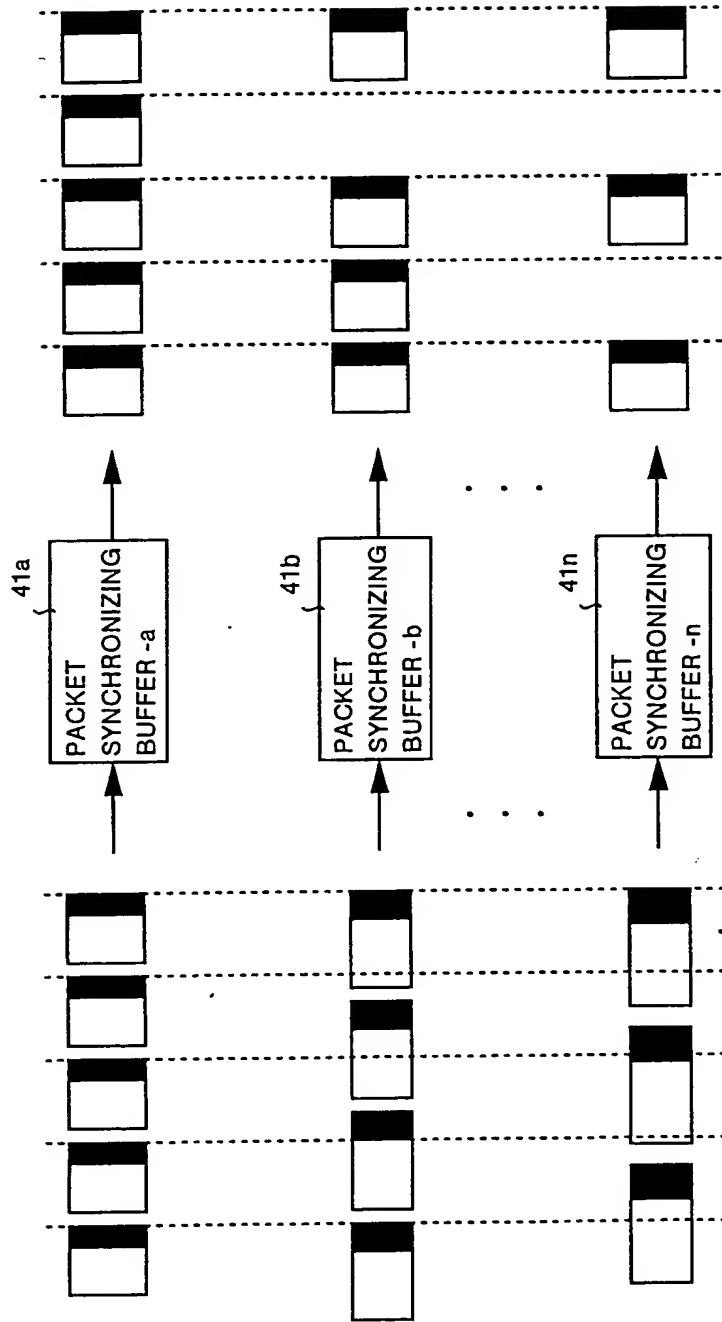 41a
PACKET
SYNCHRONIZING
BUFFER -a
41b
PACKET
SYNCHRONIZING
BUFFER -b
. . .
. . .
41n
PACKET
SYNCHRONIZING
BUFFER -n